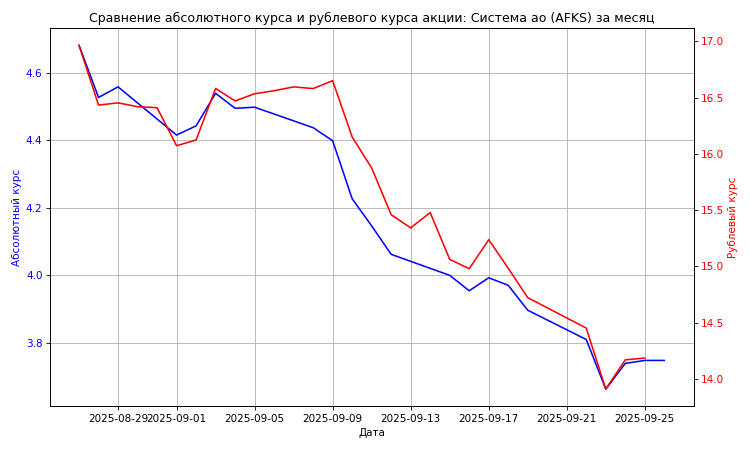 Сравнение абсолютного курса и рублевого курса акции: Система ао (AFKS) за месяц
Абсолютный курс
4.6
4.4
4.2
4.0
3.8
17.0
16.5
16.0
15.5
15.0
14.5
14.0
Рублевый курс
2025-08-29 2025-09-01 2025-09-05 2025-09-09 2025-09-13 2025-09-17 2025-09-21 2025-09-25
Дата